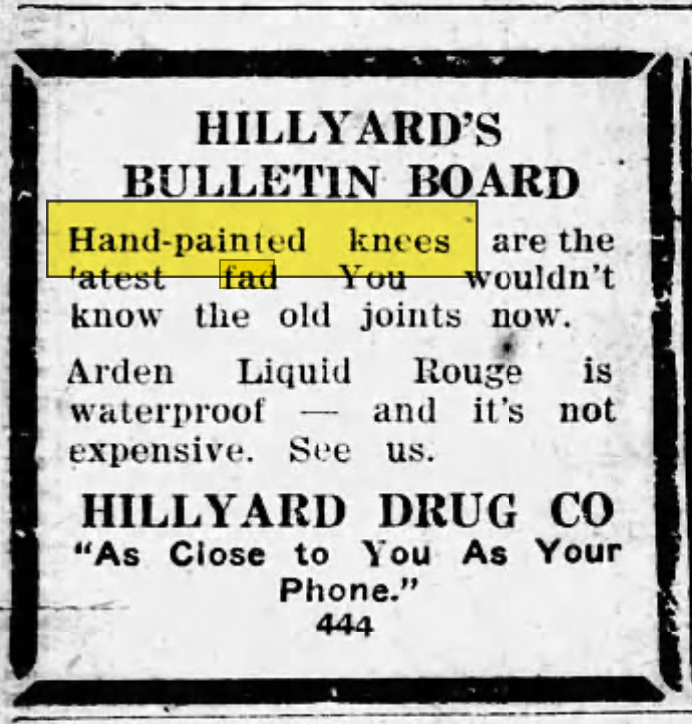 HILLYARD'S
BULLETIN BOARD
Hand-painted knees are the
'atest fad You wouldn't
know the old joints now.
Arden Liquid Rouge is
waterproof — and it's not
expensive. See us.
HILLYARD DRUG CO
"As Close to You As Your
Phone."
444